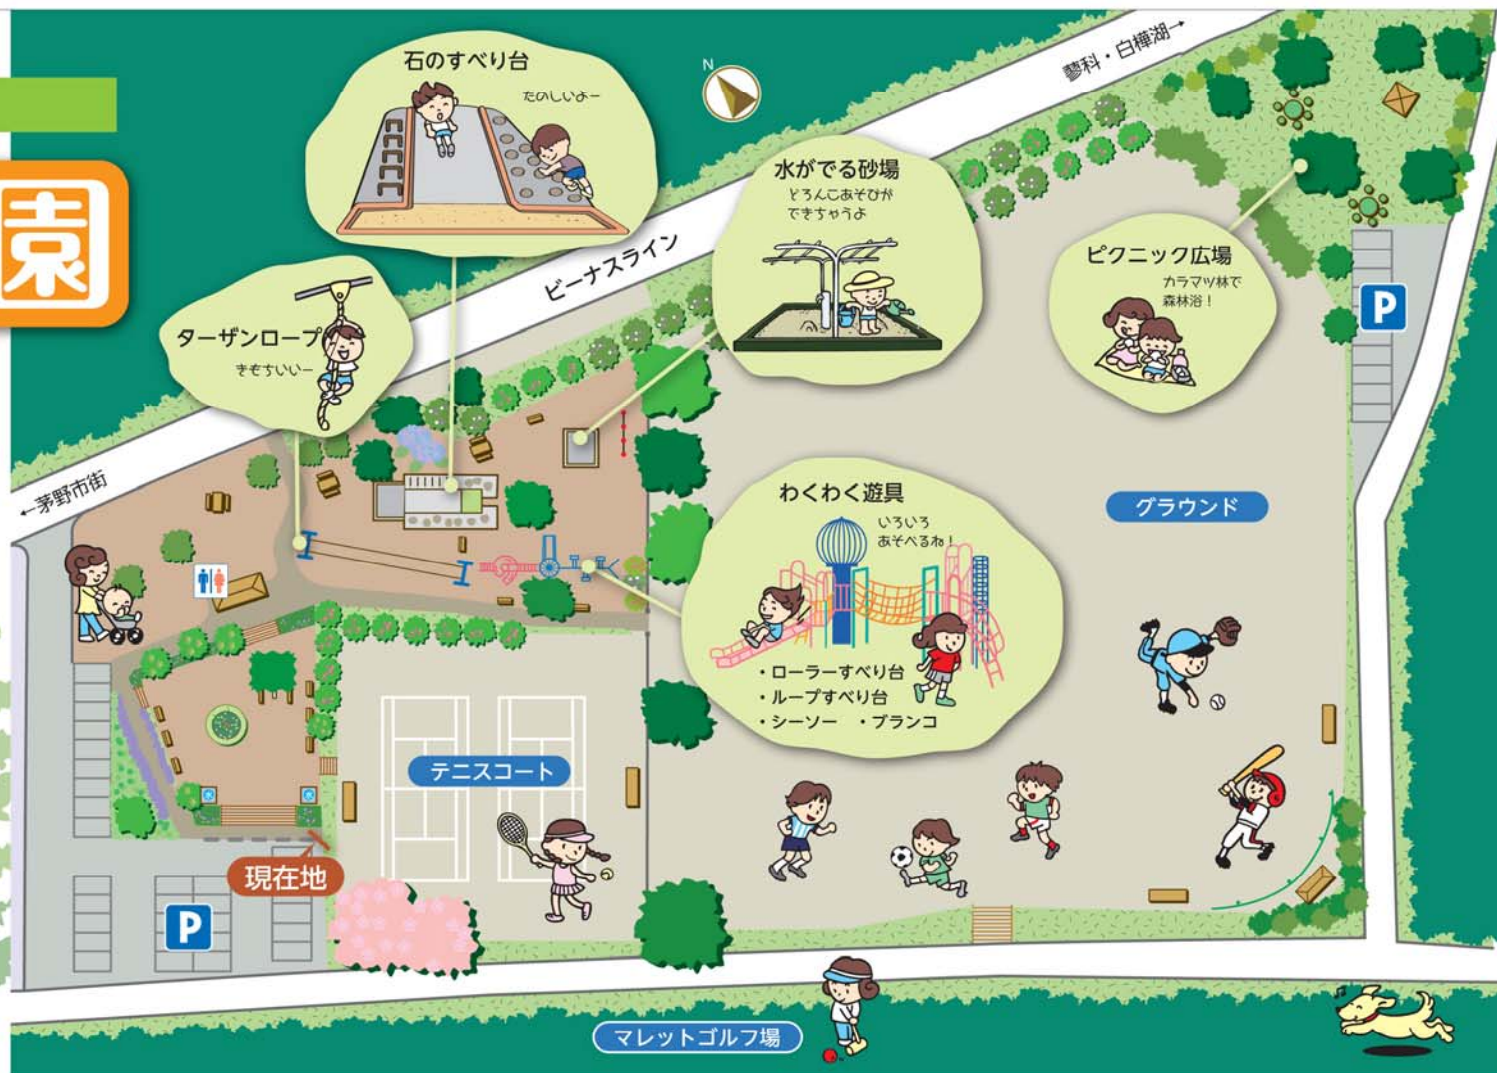 園
石のすべり台
たのしいよー
N
蓼科・白樺湖→
水がでる砂場
どろんこあそびが
できちゃうよ
ピクニック広場
カラマツ林で
森林浴！
ビーナスライン
ターザンロープ
きもちいいー
P
←茅野市街
わくわく遊具
いろいろ
あそべるね！
・ローラーすべり台
・ループすべり台
・シーソー ・ブランコ
グラウンド
テニスコート
現在地
P
マレットゴルフ場